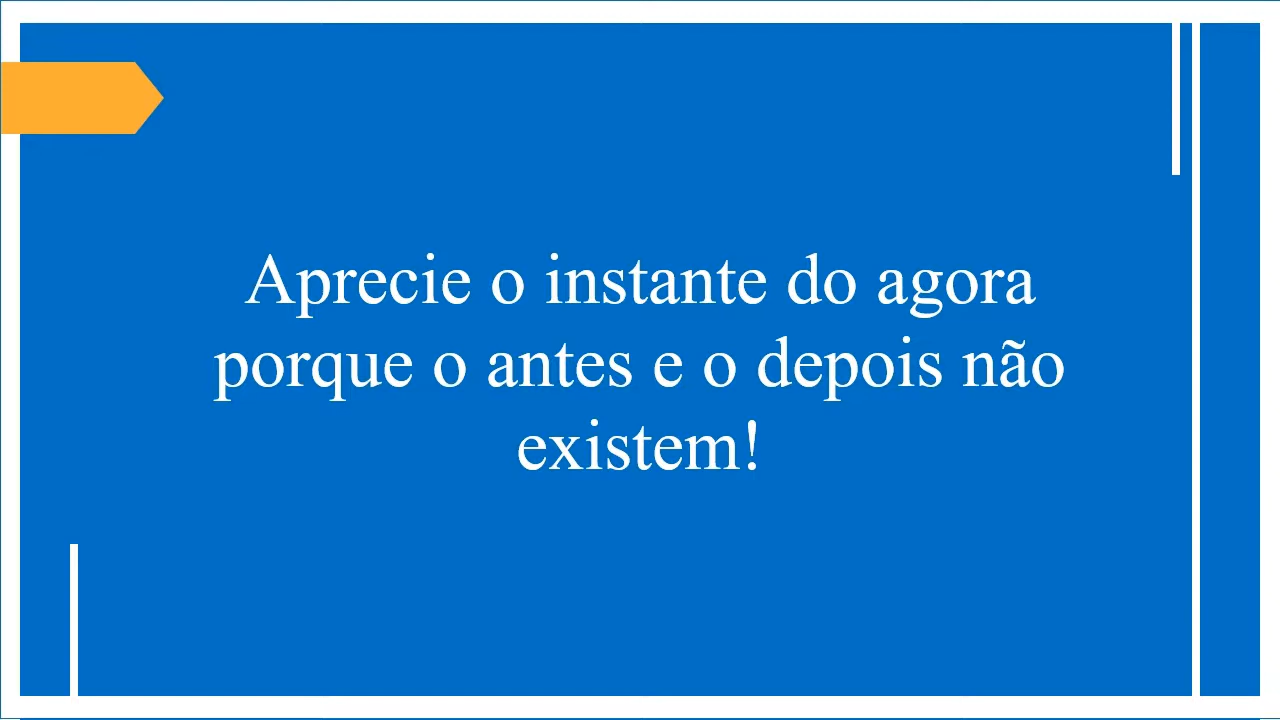 Aprecie o instante do agora
porque o antes e o depois não
existem!